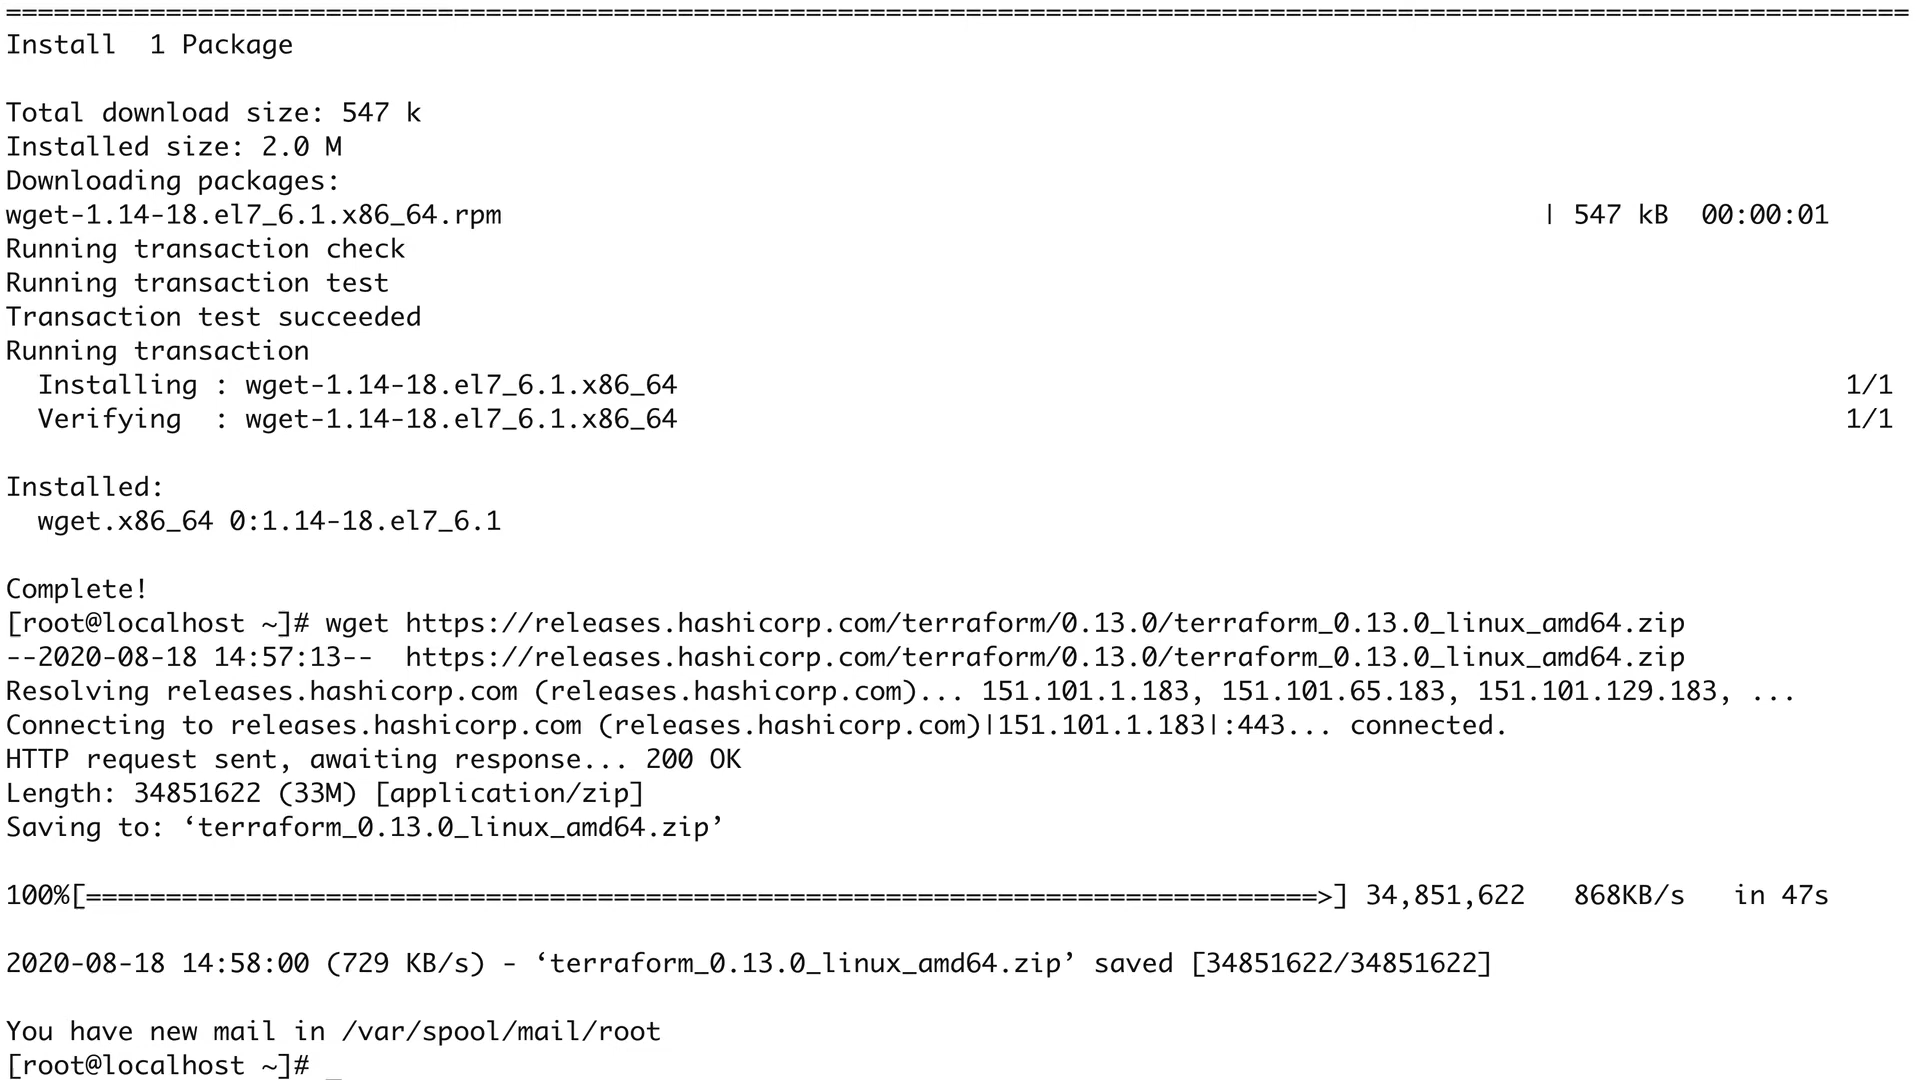 ========================================================================================================================
Install  1 Package
Total download size: 547 k
Installed size: 2.0 M
Downloading packages:
wget-1.14-18.el7_6.1.x86_64.rpm | 547 kB  00:00:01
Running transaction check
Running transaction test
Transaction test succeeded
Running transaction
  Installing : wget-1.14-18.el7_6.1.x86_64 1/1
  Verifying  : wget-1.14-18.el7_6.1.x86_64 1/1
Installed:
  wget.x86_64 0:1.14-18.el7_6.1
Complete!
[root@localhost ~]# wget https://releases.hashicorp.com/terraform/0.13.0/terraform_0.13.0_linux_amd64.zip
--2020-08-18 14:57:13--  https://releases.hashicorp.com/terraform/0.13.0/terraform_0.13.0_linux_amd64.zip
Resolving releases.hashicorp.com (releases.hashicorp.com)... 151.101.1.183, 151.101.65.183, 151.101.129.183, ...
Connecting to releases.hashicorp.com (releases.hashicorp.com)|151.101.1.183|:443... connected.
HTTP request sent, awaiting response... 200 OK
Length: 34851622 (33M) [application/zip]
Saving to: ‘terraform_0.13.0_linux_amd64.zip’
100%[=============================================================================>] 34,851,622   868KB/s   in 47s
2020-08-18 14:58:00 (729 KB/s) - ‘terraform_0.13.0_linux_amd64.zip’ saved [34851622/34851622]
You have new mail in /var/spool/mail/root
[root@localhost ~]# _